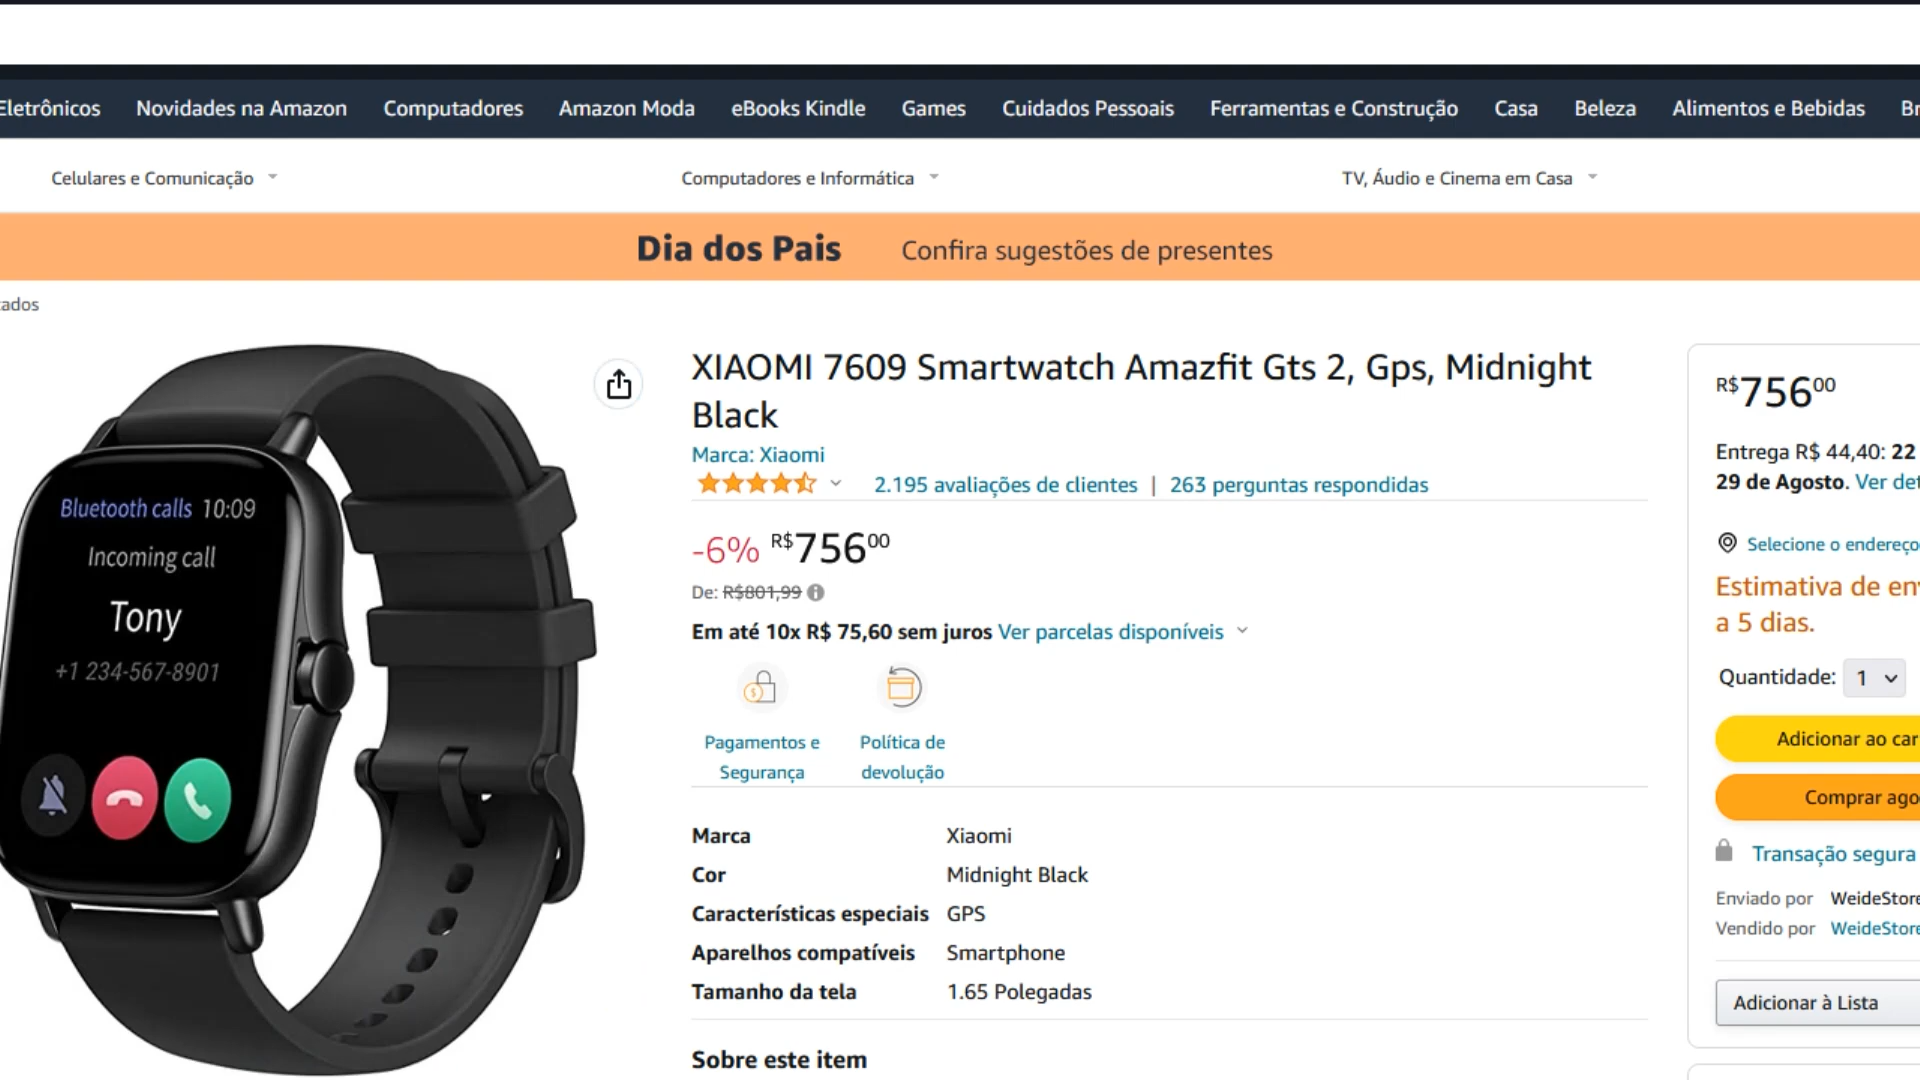 Eletrônicos Novidades na Amazon Computadores Amazon Moda eBooks Kindle Games Cuidados Pessoais Ferramentas e Construção Casa Beleza Alimentos e Bebidas Br
Celulares e Comunicação Computadores e Informática TV, Áudio e Cinema em Casa
Dia dos Pais Confira sugestões de presentes
cados
XIAOMI 7609 Smartwatch Amazfit Gts 2, Gps, Midnight
Black
Marca: Xiaomi
2.195 avaliações de clientes | 263 perguntas respondidas
-6% R$75600
De: R$801,99
Em até 10x R$ 75,60 sem juros Ver parcelas disponíveis
Pagamentos e
Segurança
Política de
devolução
Marca Xiaomi
Cor Midnight Black
Características especiais GPS
Aparelhos compatíveis Smartphone
Tamanho da tela 1.65 Polegadas
Sobre este item
Bluetooth calls 10:09
Incoming call
Tony
+1 234-567-8901
R$75600
Entrega R$ 44,40: 22
29 de Agosto. Ver det
Selecione o endereço
Estimativa de en
a 5 dias.
Quantidade: 1
Adicionar ao car
Comprar ago
Transação segura
Enviado por WeideStore
Vendido por WeideStore
Adicionar à Lista